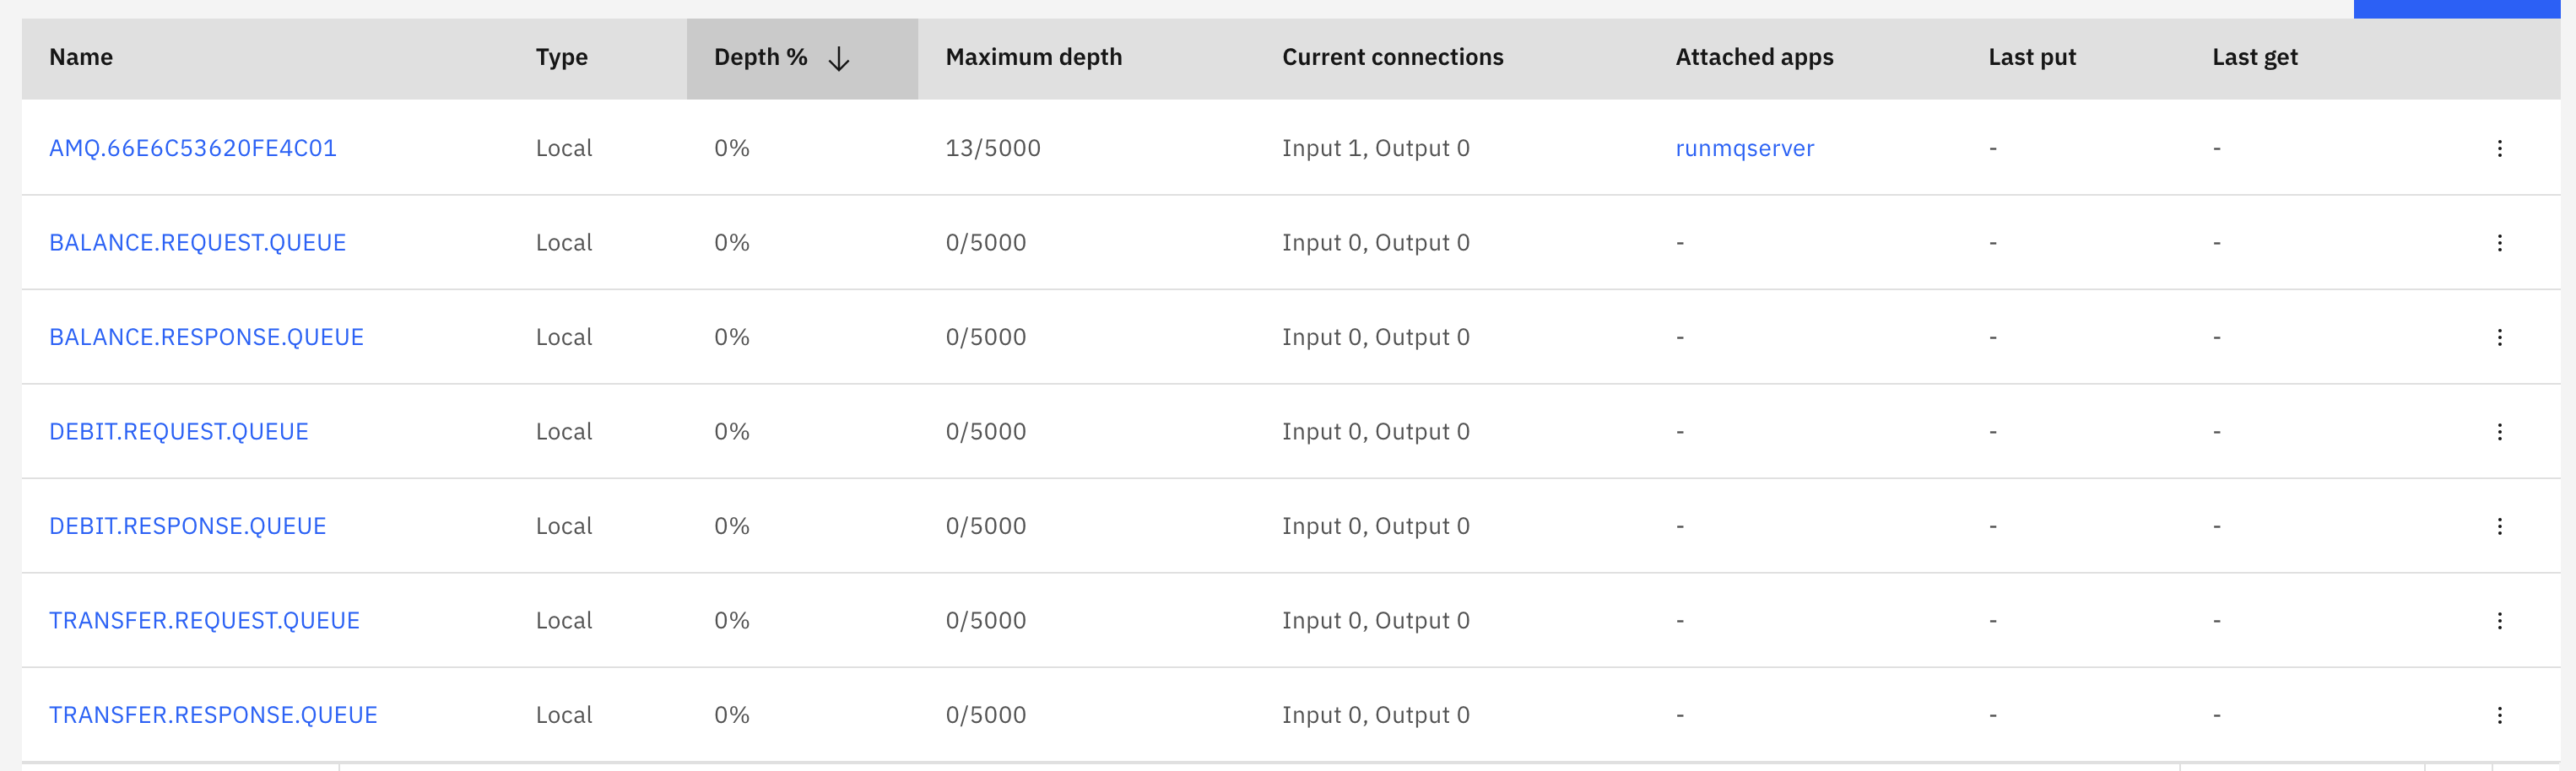 Name Type Depth % Maximum depth Current connections Attached apps Last put Last get
AMQ.66E6C53620FE4C01 Local 0% 13/5000 Input 1, Output 0 runmqserver - -
BALANCE.REQUEST.QUEUE Local 0% 0/5000 Input 0, Output 0 - - -
BALANCE.RESPONSE.QUEUE Local 0% 0/5000 Input 0, Output 0 - - -
DEBIT.REQUEST.QUEUE Local 0% 0/5000 Input 0, Output 0 - - -
DEBIT.RESPONSE.QUEUE Local 0% 0/5000 Input 0, Output 0 - - -
TRANSFER.REQUEST.QUEUE Local 0% 0/5000 Input 0, Output 0 - - -
TRANSFER.RESPONSE.QUEUE Local 0% 0/5000 Input 0, Output 0 - - -